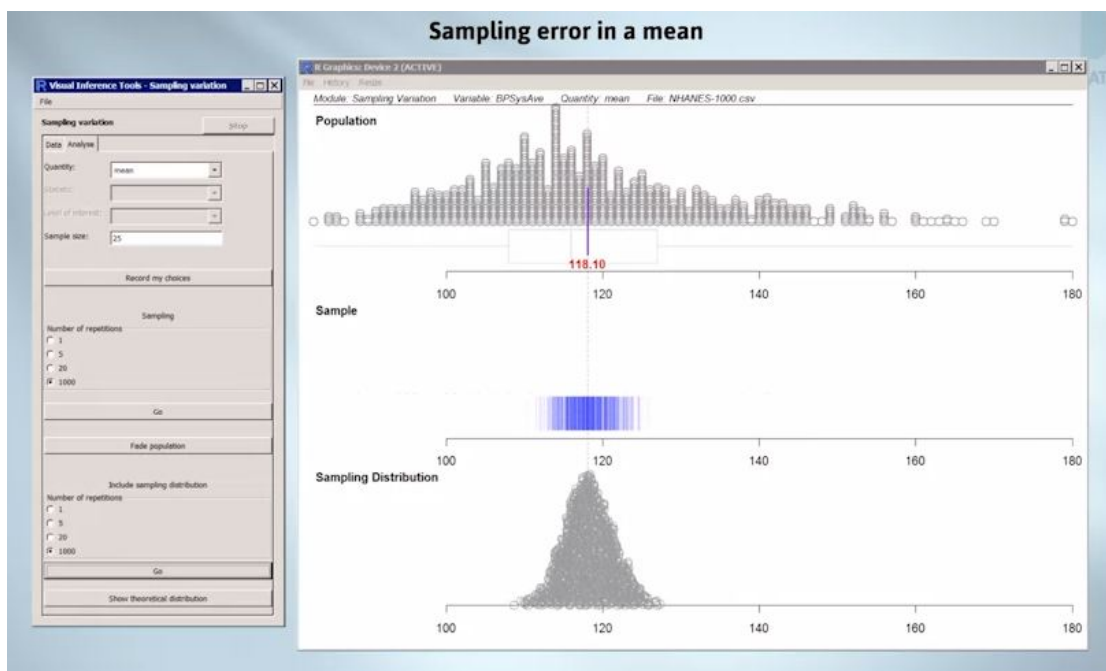 Sampling error in a mean
Visual Inference Tools - Sampling variation
File
Sampling variation
Stop
Data Analyse
Quantity:
mean
Level of interest:
Sample size:
25
Record my choices
Sampling
Number of repetitions
1
5
20
1000
Go
Fade population
Include sampling distribution
Number of repetitions
1
5
20
1000
Go
Show theoretical distribution
R Graphics: Device 2 (ACTIVE)
File History Resize
Module: Sampling Variation Variable: BPSysAve Quantity: mean File: NHANES-1000.csv
Population
118.10
100 120 140 160 180
Sample
100 120 140 160 180
Sampling Distribution
100 120 140 160 180
AT